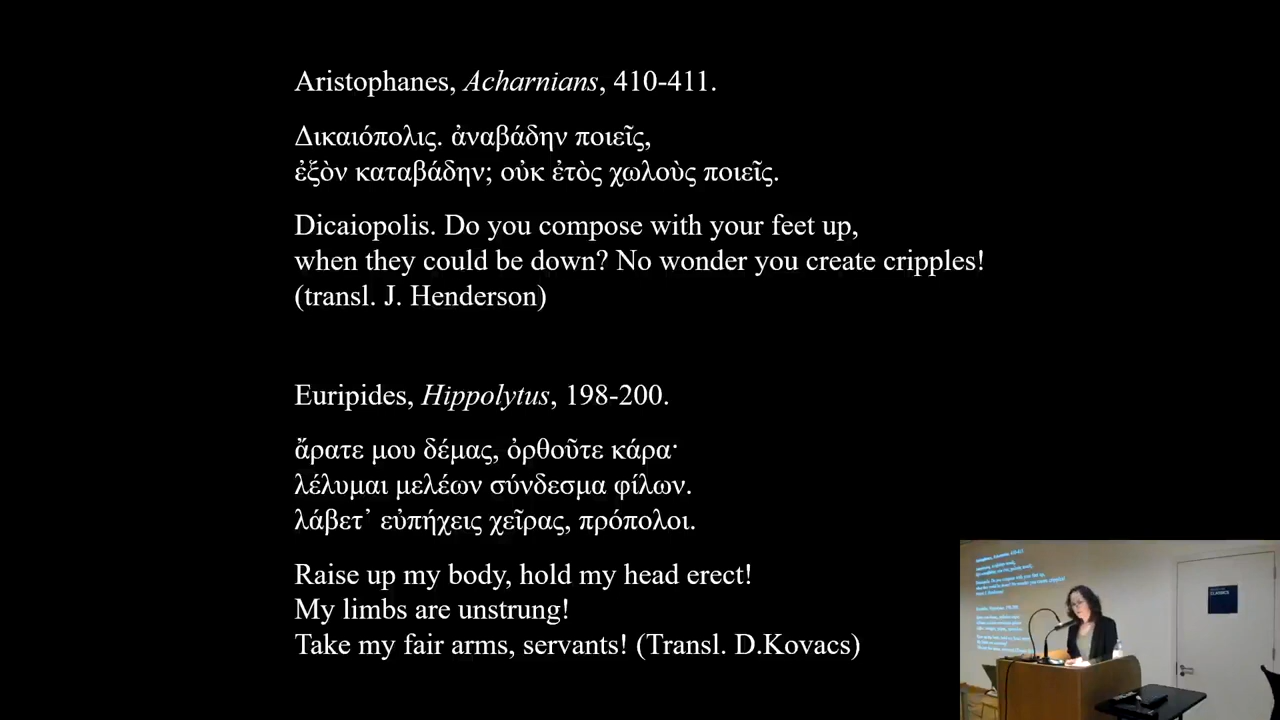 Aristophanes, Acharnians, 410-411.
Δικαιόπολις. ἀναβάδην ποιεῖς,
ἐξὸν καταβάδην; οὐκ ἐτὸς χωλοὺς ποιεῖς.
Dicaiopolis. Do you compose with your feet up,
when they could be down? No wonder you create cripples!
(transl. J. Henderson)
Euripides, Hippolytus, 198-200.
ἄρατε μου δέμας, ὀρθοῦτε κάρα·
λέλυμαι μελέων σύνδεσμα φίλων.
λάβετ᾽ εὐπήχεις χεῖρας, πρόπολοι.
Raise up my body, hold my head erect!
My limbs are unstrung!
Take my fair arms, servants! (Transl. D.Kovacs)
CLASSICS